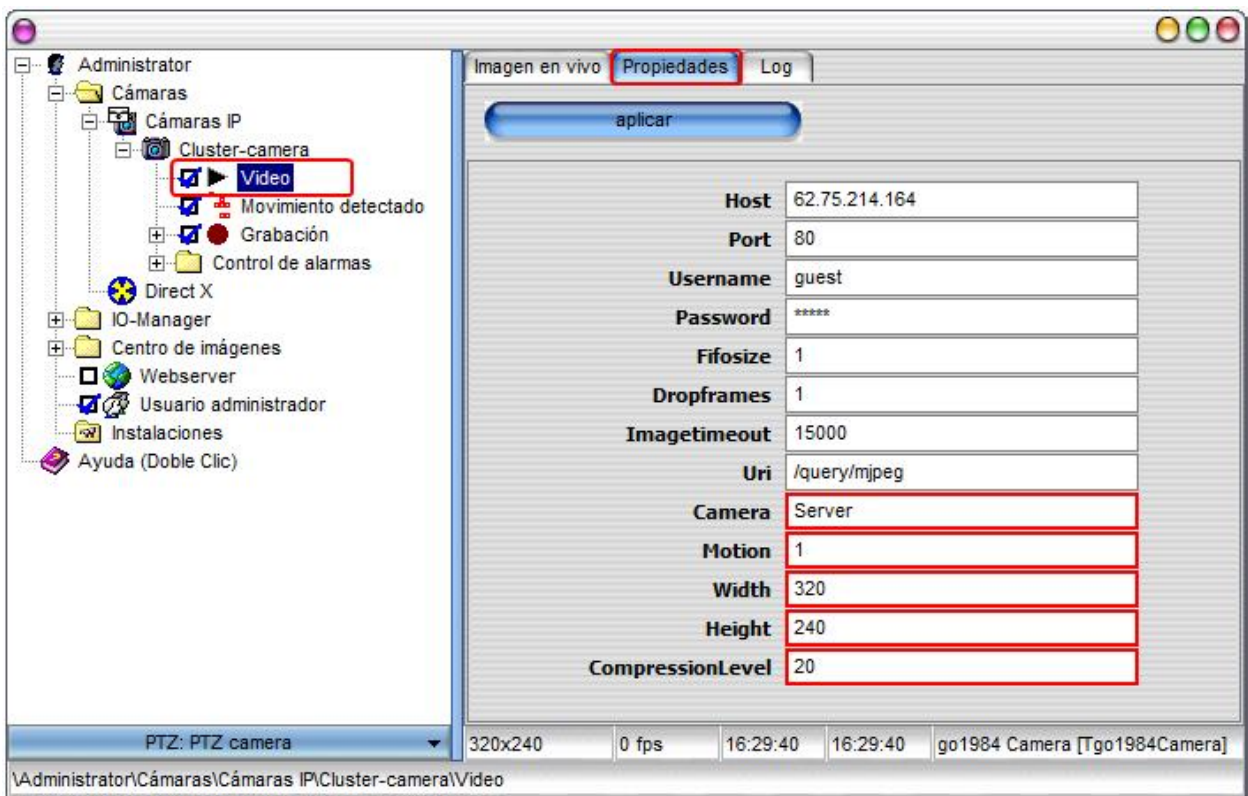 Administrator
Cámaras
Cámaras IP
Cluster-camera
Video
Movimiento detectado
Grabación
Control de alarmas
Direct X
IO-Manager
Centro de imágenes
Webserver
Usuario administrador
Instalaciones
Ayuda (Doble Clic)
PTZ: PTZ camera
Imagen en vivo Propiedades Log
aplicar
Host 62.75.214.164
Port 80
Username guest
Password *****
Fifosize 1
Dropframes 1
Imagetimeout 15000
Uri /query/mjpeg
Camera Server
Motion 1
Width 320
Height 240
CompressionLevel 20
320x240 0 fps 16:29:40 16:29:40 go1984 Camera [Tgo1984Camera]
\Administrator\Cámaras\Cámaras IP\Cluster-camera\Video